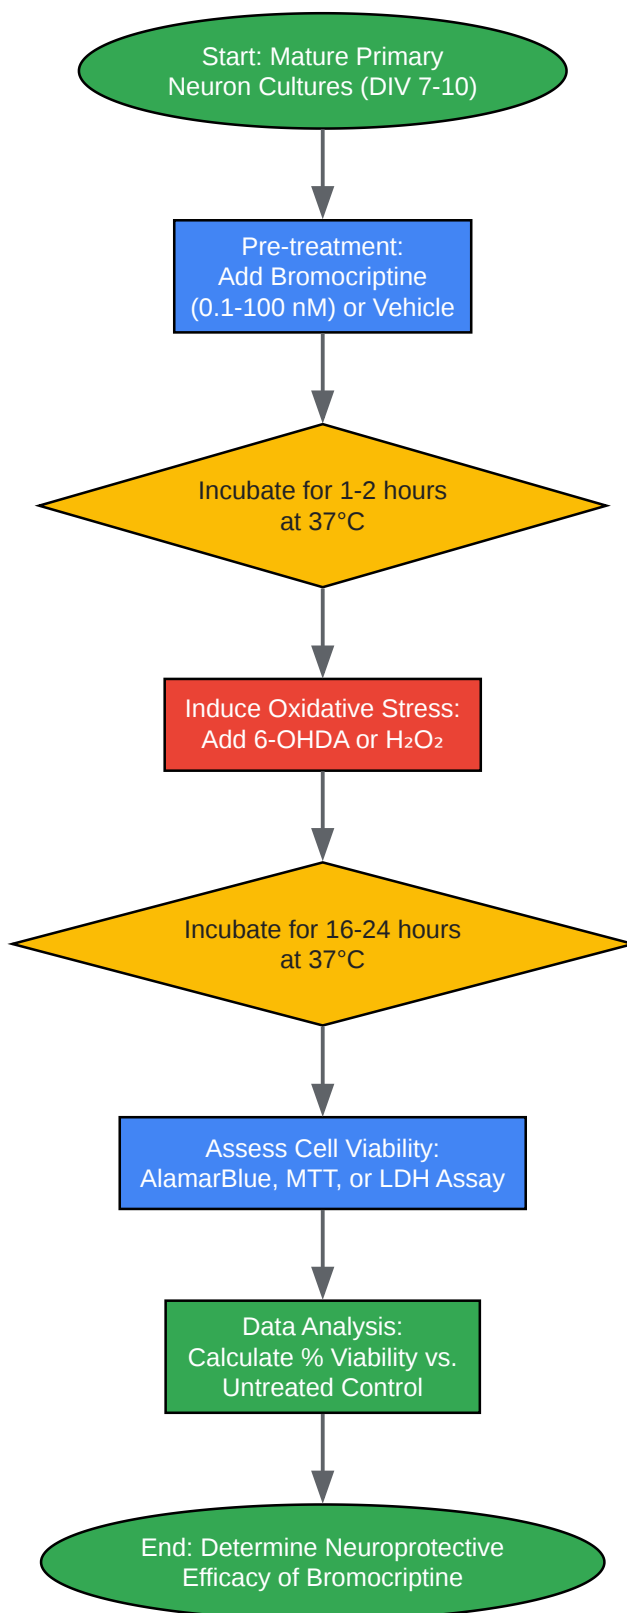 Start: Mature Primary
Neuron Cultures (DIV 7-10)
Pre-treatment:
Add Bromocriptine
(0.1-100 nM) or Vehicle
Incubate for 1-2 hours
at 37°C
Induce Oxidative Stress:
Add 6-OHDA or H₂O₂
Incubate for 16-24 hours
at 37°C
Assess Cell Viability:
AlamarBlue, MTT, or LDH Assay
Data Analysis:
Calculate % Viability vs.
Untreated Control
End: Determine Neuroprotective
Efficacy of Bromocriptine